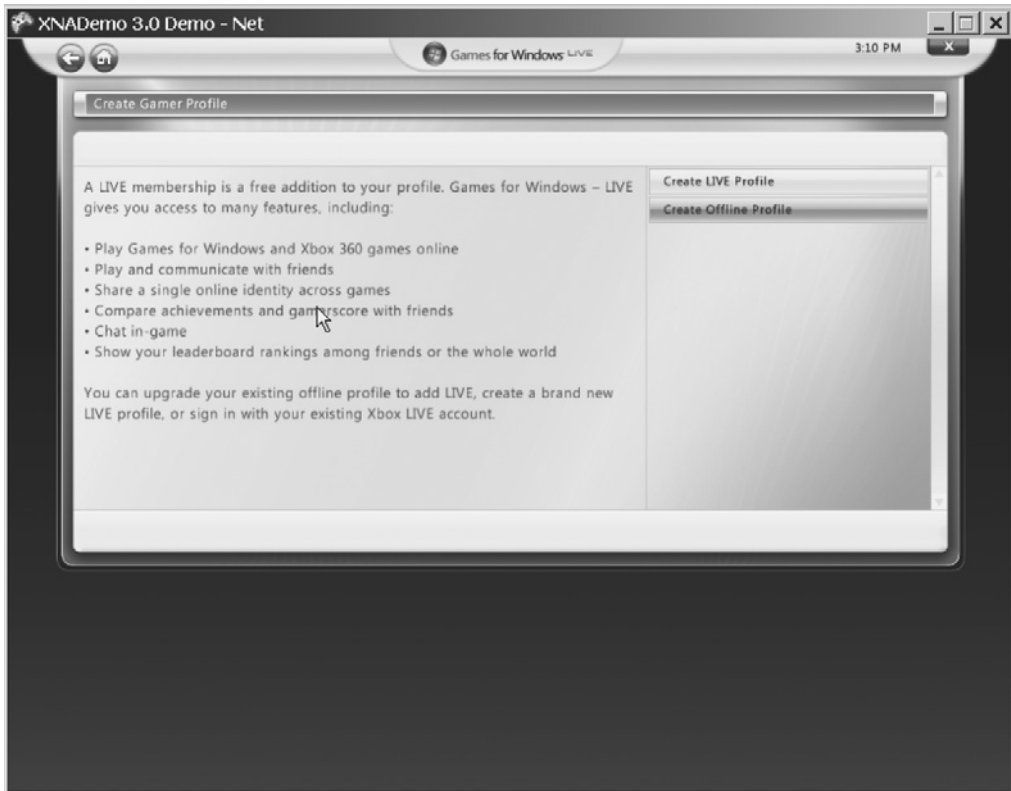 XNADemo 3.0 Demo - Net
Games for Windows LIVE
3:10 PM
X
Create Gamer Profile
A LIVE membership is a free addition to your profile. Games for Windows – LIVE
gives you access to many features, including:
• Play Games for Windows and Xbox 360 games online
• Play and communicate with friends
• Share a single online identity across games
• Compare achievements and gamerscore with friends
• Chat in-game
• Show your leaderboard rankings among friends or the whole world
You can upgrade your existing offline profile to add LIVE, create a brand new
LIVE profile, or sign in with your existing Xbox LIVE account.
Create LIVE Profile
Create Offline Profile